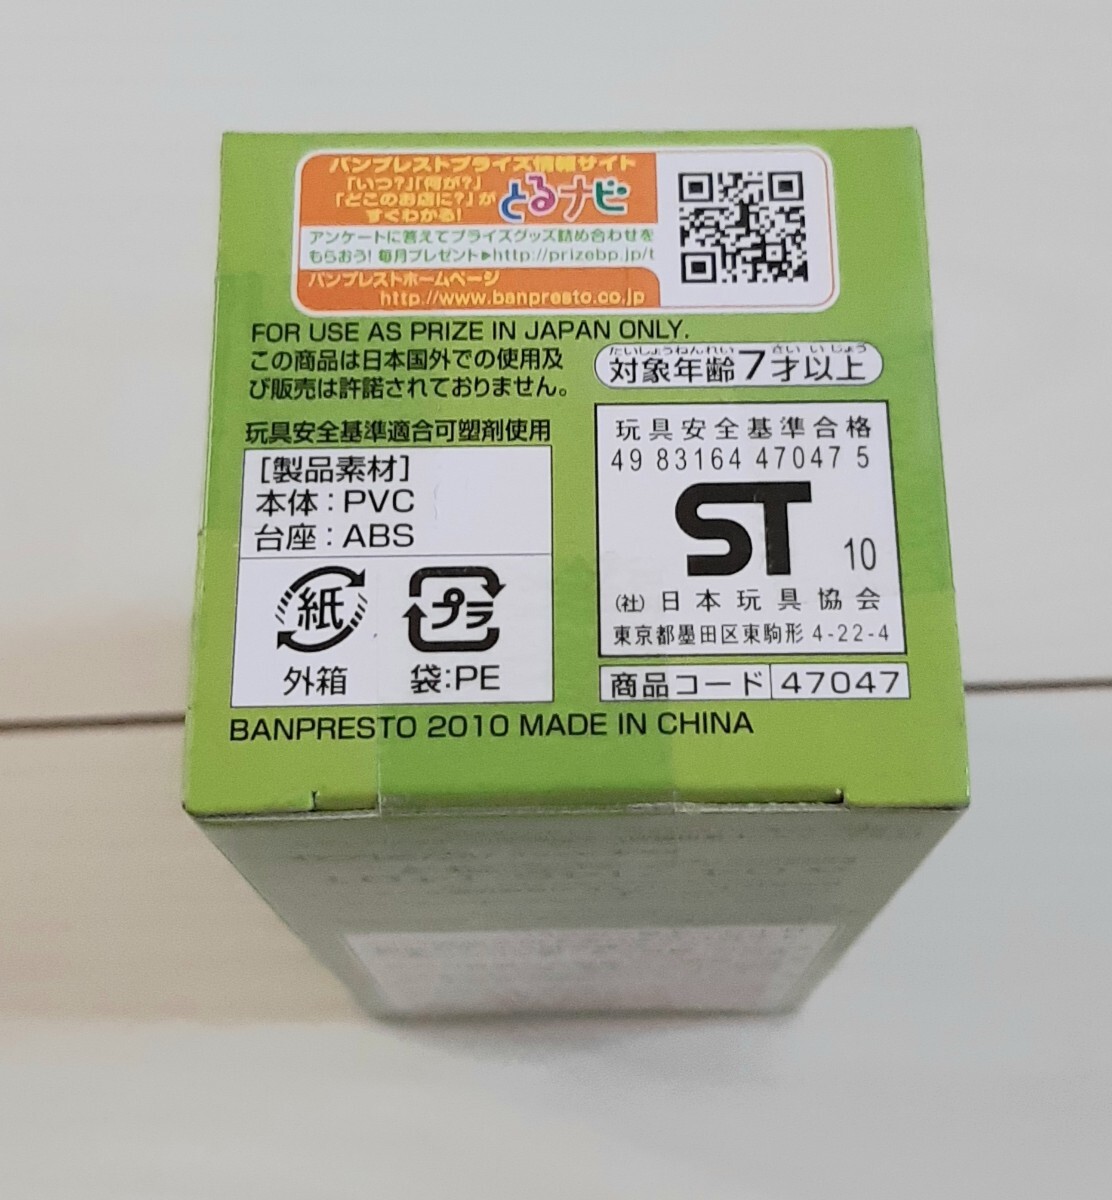 バンプレストプライズ情報サイト
「いつ?」「何が?」
「どこのお店に?」が
すぐわかる!
とるナビ
アンケートに答えてプライズグッズ詰め合わせを
もらおう! 毎月プレゼント▶http://prizebp.jp/t
バンプレストホームページ
http://www.banpresto.co.jp
FOR USE AS PRIZE IN JAPAN ONLY.
この商品は日本国外での使用及
び販売は許諾されておりません。
たいしょうねんれい さいいじょう
対象年齢7才以上
玩具安全基準適合可塑剤使用
[製品素材]
本体:PVC
台座:ABS
紙
外箱
プラ
袋:PE
玩具安全基準合格
49 83164 47047 5
ST
10
(社)日本玩具協会
東京都墨田区東駒形 4-22-4
商品コード 47047
BANPRESTO 2010 MADE IN CHINA